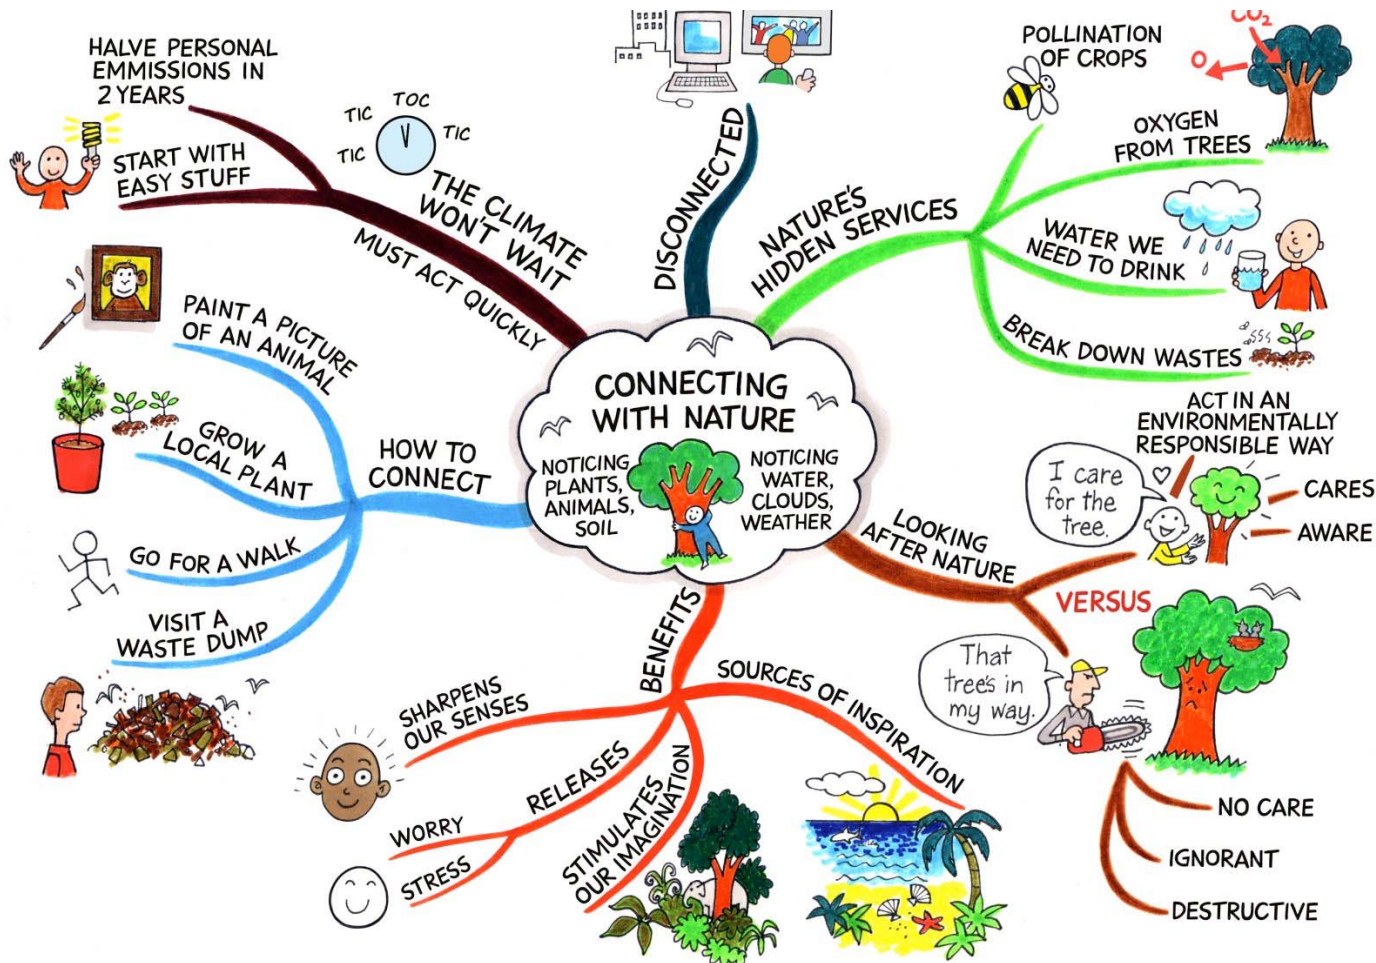 CONNECTING
WITH NATURE
NOTICING
PLANTS,
ANIMALS,
SOIL
NOTICING
WATER,
CLOUDS,
WEATHER
DISCONNECTED
NATURE'S
HIDDEN SERVICES
POLLINATION
OF CROPS
CO2
O
OXYGEN
FROM TREES
WATER WE
NEED TO DRINK
BREAK DOWN WASTES
LOOKING
AFTER NATURE
ACT IN AN
ENVIRONMENTALLY
RESPONSIBLE WAY
I care
for the
tree.
CARES
AWARE
VERSUS
That
tree's in
my way.
NO CARE
IGNORANT
DESTRUCTIVE
BENEFITS
SOURCES OF INSPIRATION
STIMULATES
OUR IMAGINATION
RELEASES
WORRY
STRESS
SHARPENS
OUR SENSES
HOW TO
CONNECT
PAINT A PICTURE
OF AN ANIMAL
GROW A
LOCAL PLANT
GO FOR A WALK
VISIT A
WASTE DUMP
THE CLIMATE
WON'T WAIT
MUST ACT QUICKLY
TIC
TIC
TOC
TIC
HALVE PERSONAL
EMMISSIONS IN
2 YEARS
START WITH
EASY STUFF